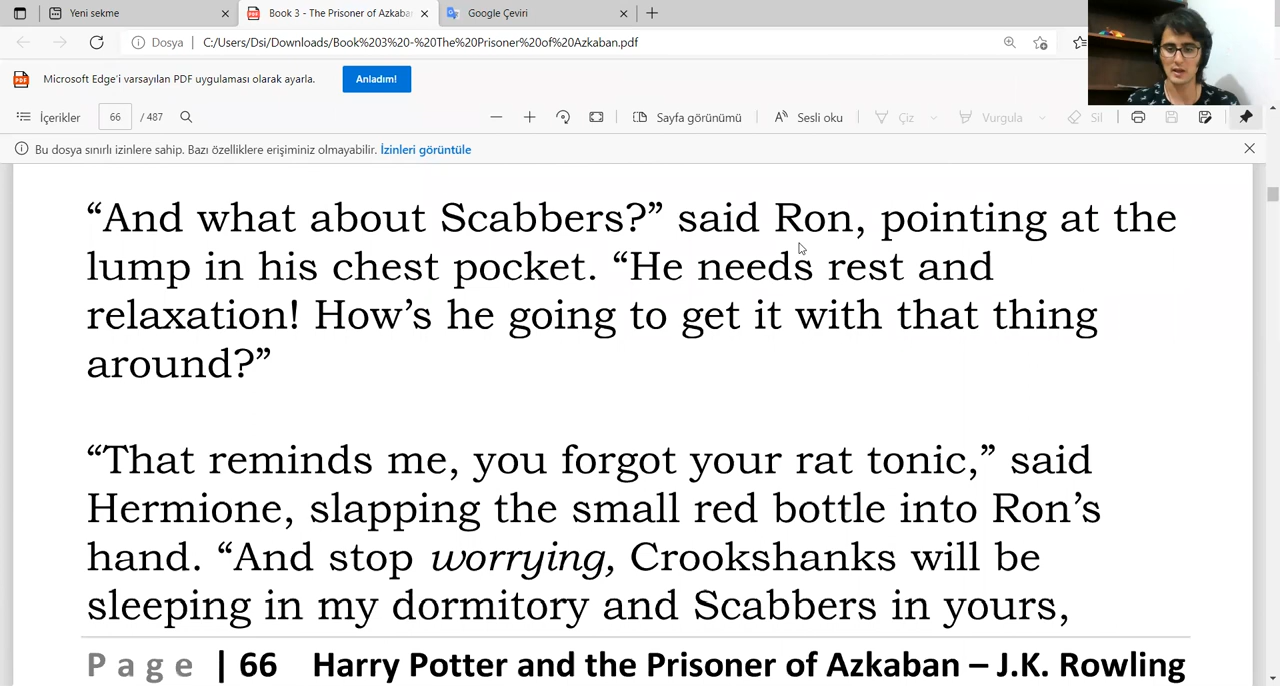 Yeni sekme
Book 3 - The Prisoner of Azkaban
Google Çeviri
Dosya | C:/Users/Dsi/Downloads/Book%203%20-%20The%20Prisoner%20of%20Azkaban.pdf
Microsoft Edge'i varsayılan PDF uygulaması olarak ayarla. Anladım!
İçerikler 66 / 487 Sayfa görünümü Sesli oku Çiz Vurgula Sil
Bu dosya sınırlı izinlere sahip. Bazı özelliklere erişiminiz olmayabilir. İzinleri görüntüle
“And what about Scabbers?” said Ron, pointing at the
lump in his chest pocket. “He needs rest and
relaxation! How’s he going to get it with that thing
around?”
“That reminds me, you forgot your rat tonic,” said
Hermione, slapping the small red bottle into Ron’s
hand. “And stop worrying, Crookshanks will be
sleeping in my dormitory and Scabbers in yours,
Page | 66 Harry Potter and the Prisoner of Azkaban – J.K. Rowling